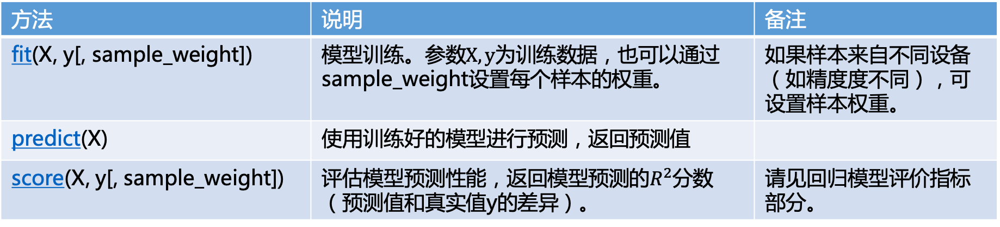 方法 说明 备注
fit(X, y[, sample_weight]) 模型训练。参数X,y为训练数据，也可以通过 如果样本来自不同设备
sample_weight设置每个样本的权重。 （如精度度不同），可
设置样本权重。
predict(X) 使用训练好的模型进行预测，返回预测值
score(X, y[, sample_weight]) 评估模型预测性能，返回模型预测的R²分数 请见回归模型评价指标
（预测值和真实值y的差异）。 部分。